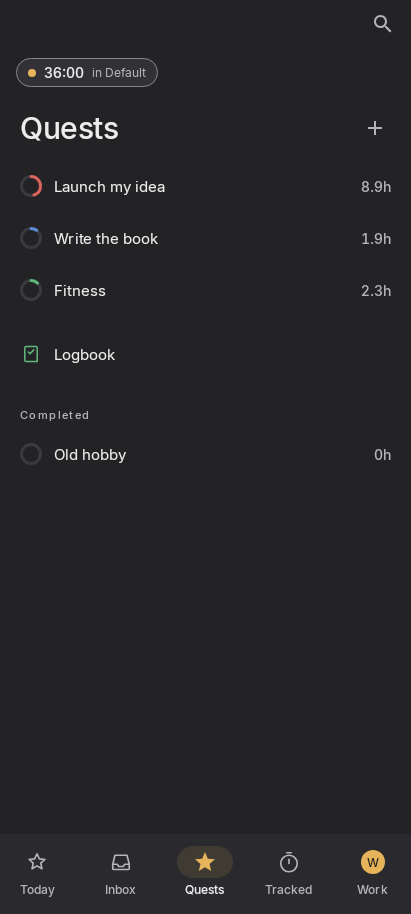 36:00 in Default
Quests
Launch my idea 8.9h
Write the book 1.9h
Fitness 2.3h
Logbook
Completed
Old hobby 0h
W
Today Inbox Quests Tracked Work